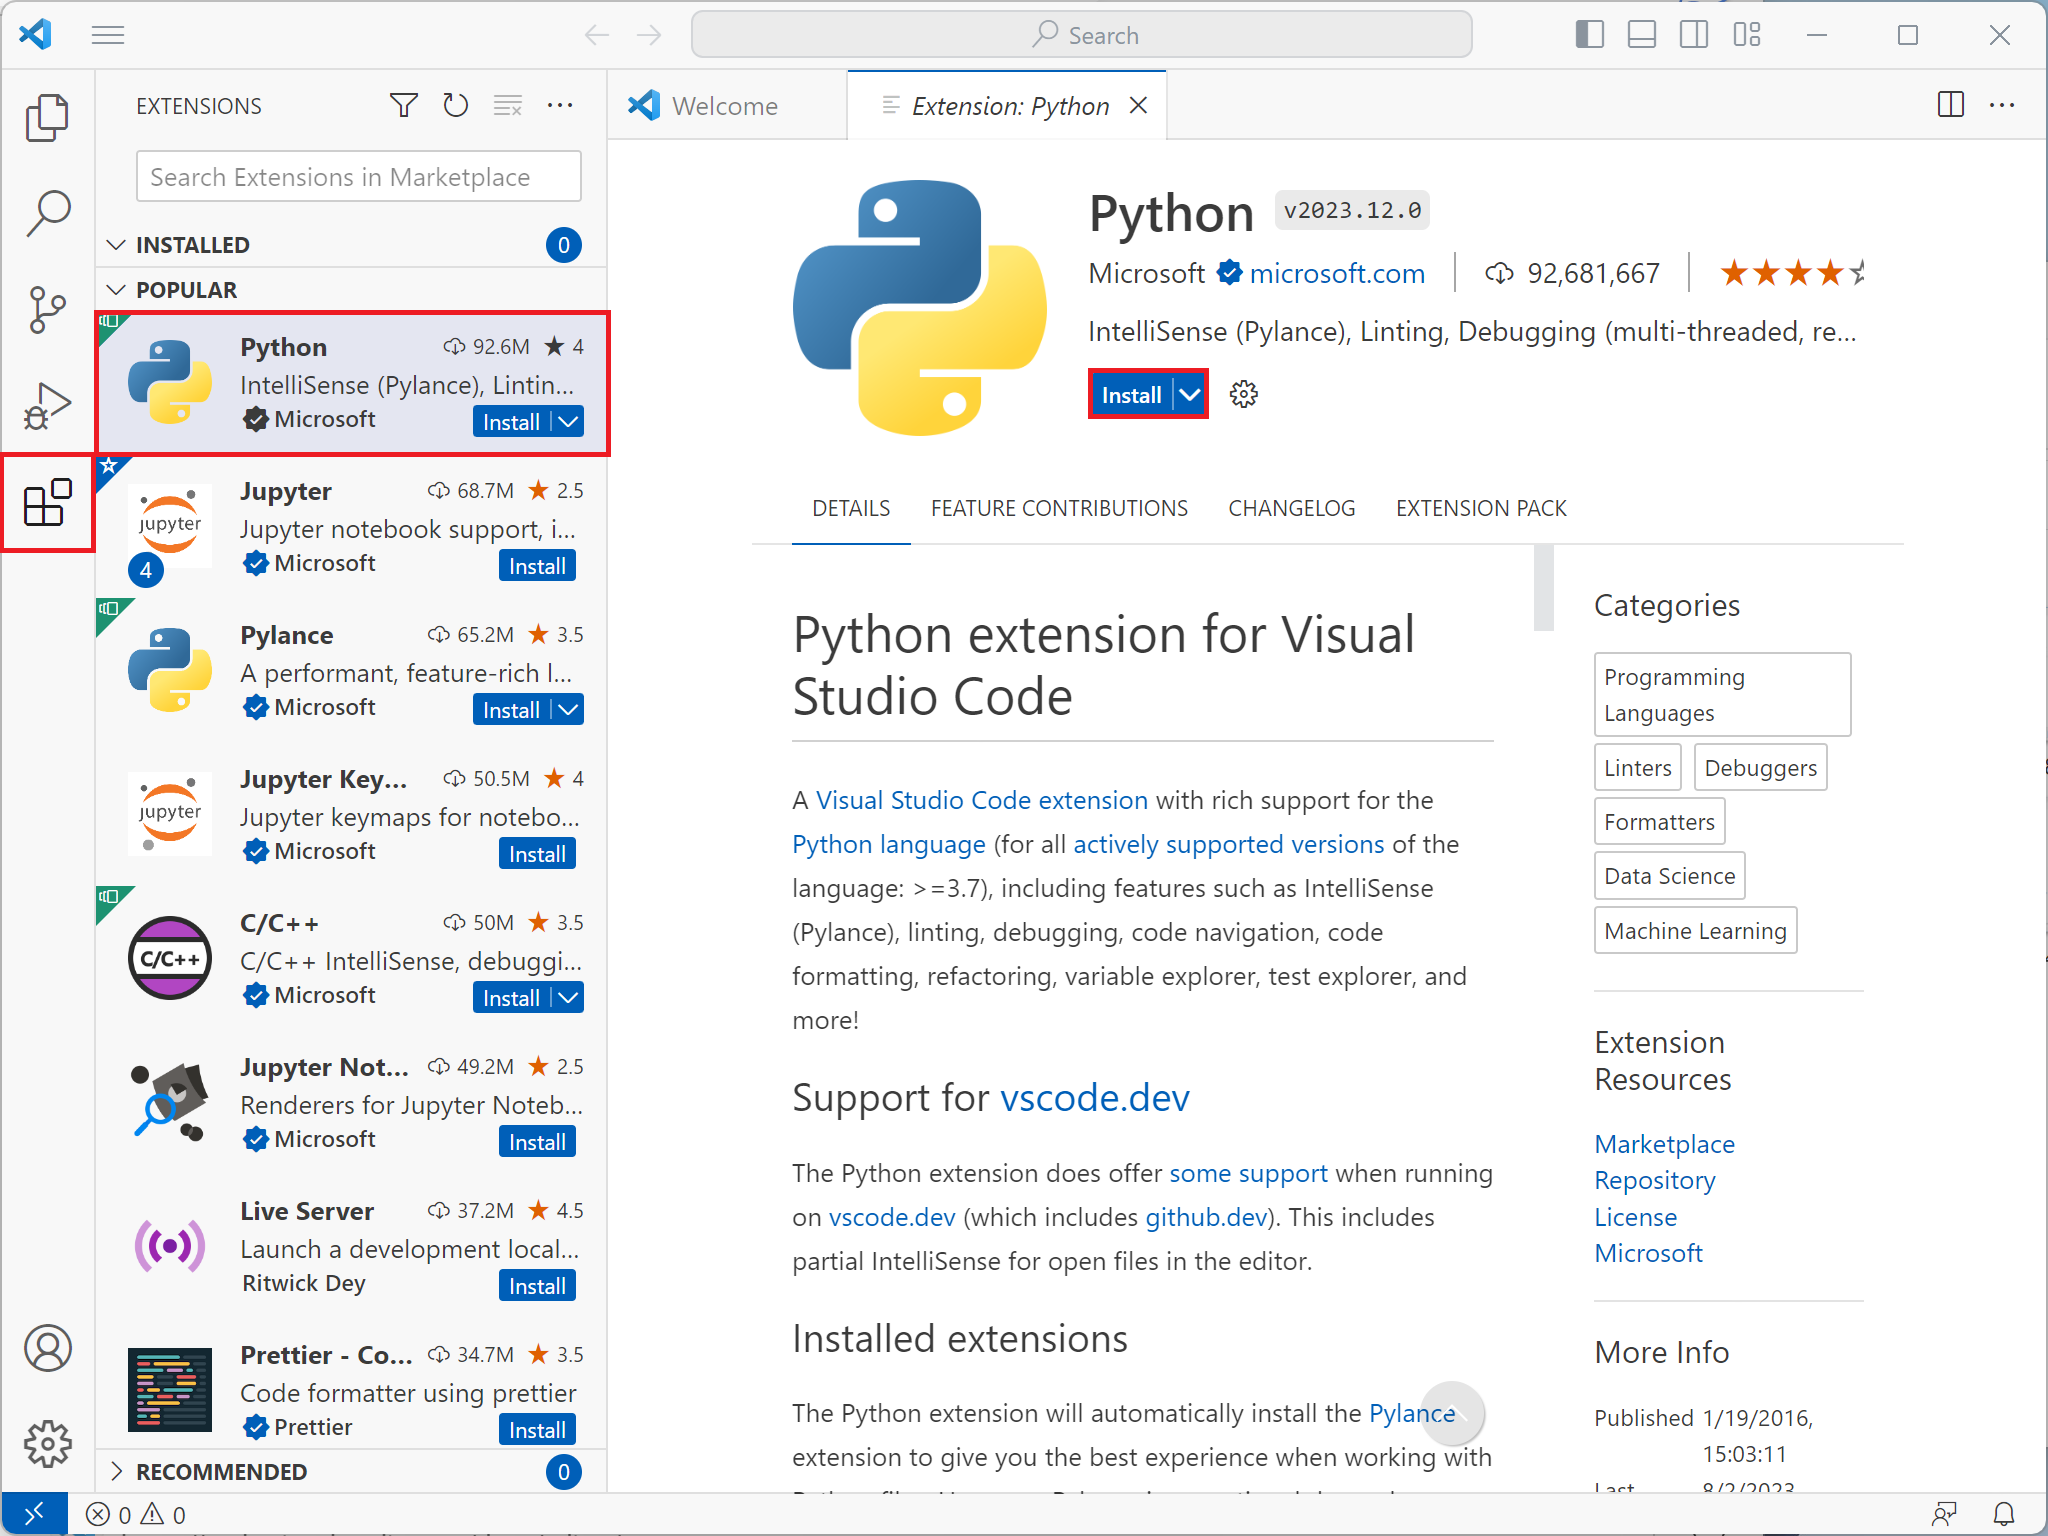 Search
EXTENSIONS
Search Extensions in Marketplace
INSTALLED 0
POPULAR
Python 92.6M ★ 4
IntelliSense (Pylance), Lintin...
Microsoft Install
Jupyter 68.7M ★ 2.5
Jupyter notebook support, i...
Microsoft Install
jupyter
4
Pylance 65.2M ★ 3.5
A performant, feature-rich l...
Microsoft Install
Jupyter Key... 50.5M ★ 4
Jupyter keymaps for notebo...
Microsoft Install
jupyter
C/C++ 50M ★ 3.5
C/C++ IntelliSense, debuggi...
Microsoft Install
C/C++
Jupyter Not... 49.2M ★ 2.5
Renderers for Jupyter Noteb...
Microsoft Install
Live Server 37.2M ★ 4.5
Launch a development local...
Ritwick Dey Install
Prettier - Co... 34.7M ★ 3.5
Code formatter using prettier
Prettier Install
RECOMMENDED 0
Welcome
Extension: Python
Python v2023.12.0
Microsoft microsoft.com 92,681,667
IntelliSense (Pylance), Linting, Debugging (multi-threaded, re...
Install
DETAILS FEATURE CONTRIBUTIONS CHANGELOG EXTENSION PACK
Python extension for Visual
Studio Code
A Visual Studio Code extension with rich support for the
Python language (for all actively supported versions of the
language: >=3.7), including features such as IntelliSense
(Pylance), linting, debugging, code navigation, code
formatting, refactoring, variable explorer, test explorer, and
more!
Support for vscode.dev
The Python extension does offer some support when running
on vscode.dev (which includes github.dev). This includes
partial IntelliSense for open files in the editor.
Installed extensions
The Python extension will automatically install the Pylance
extension to give you the best experience when working with
Categories
Programming
Languages
Linters Debuggers
Formatters
Data Science
Machine Learning
Extension
Resources
Marketplace
Repository
License
Microsoft
More Info
Published 1/19/2016,
15:03:11
Last 8/2/2023
0 0